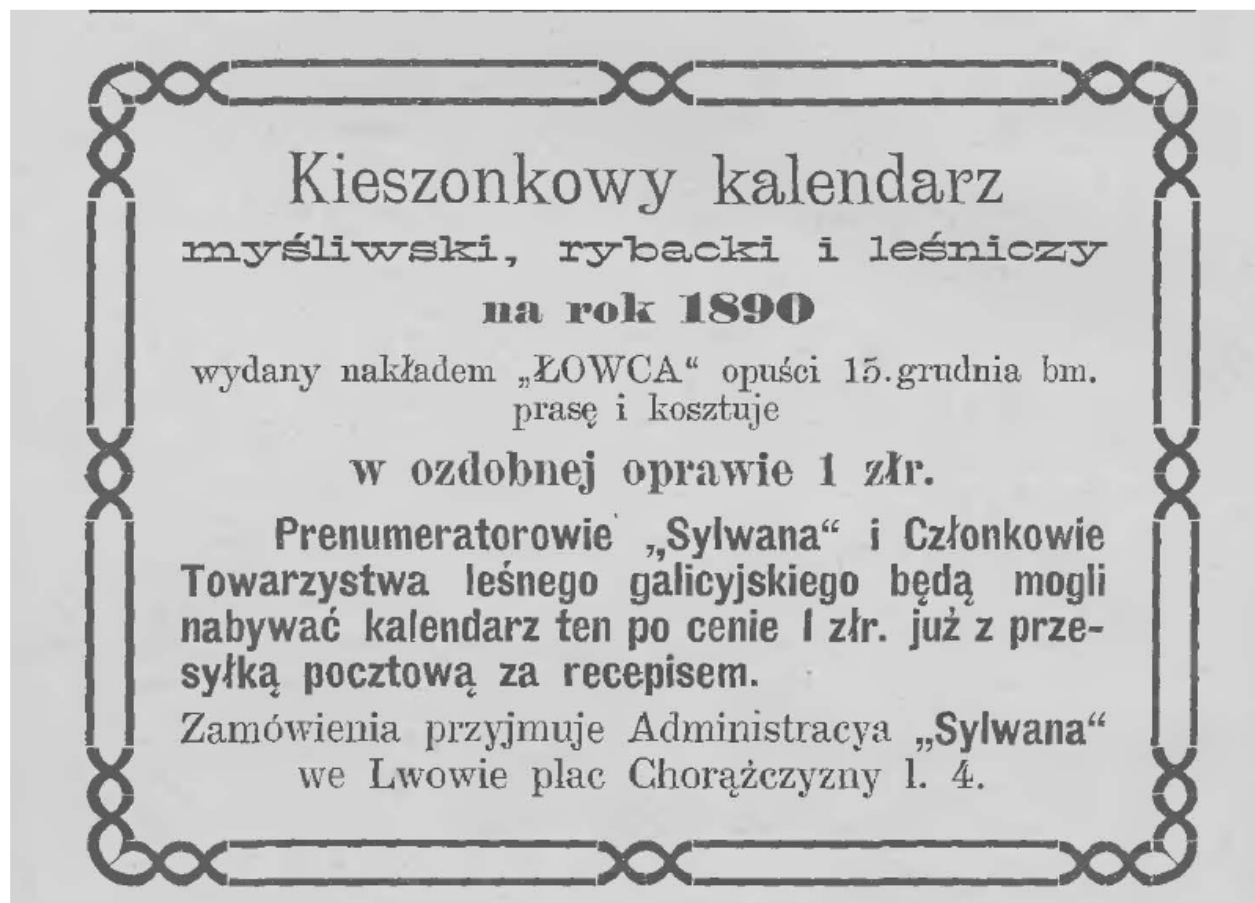 Kieszonkowy kalendarz
myśliwski, rybacki i leśniczy
na rok 1890
wydany nakładem „ŁOWCA“ opuści 15.grudnia bm.
prasę i kosztuje
w ozdobnej oprawie 1 złr.
Prenumeratorowie „Sylwana“ i Członkowie
Towarzystwa leśnego galicyjskiego będą mogli
nabywać kalendarz ten po cenie I złr. już z prze-
syłką pocztową za recepisem.
Zamówienia przyjmuje Administracya „Sylwana“
we Lwowie plac Chorążczyzny l. 4.